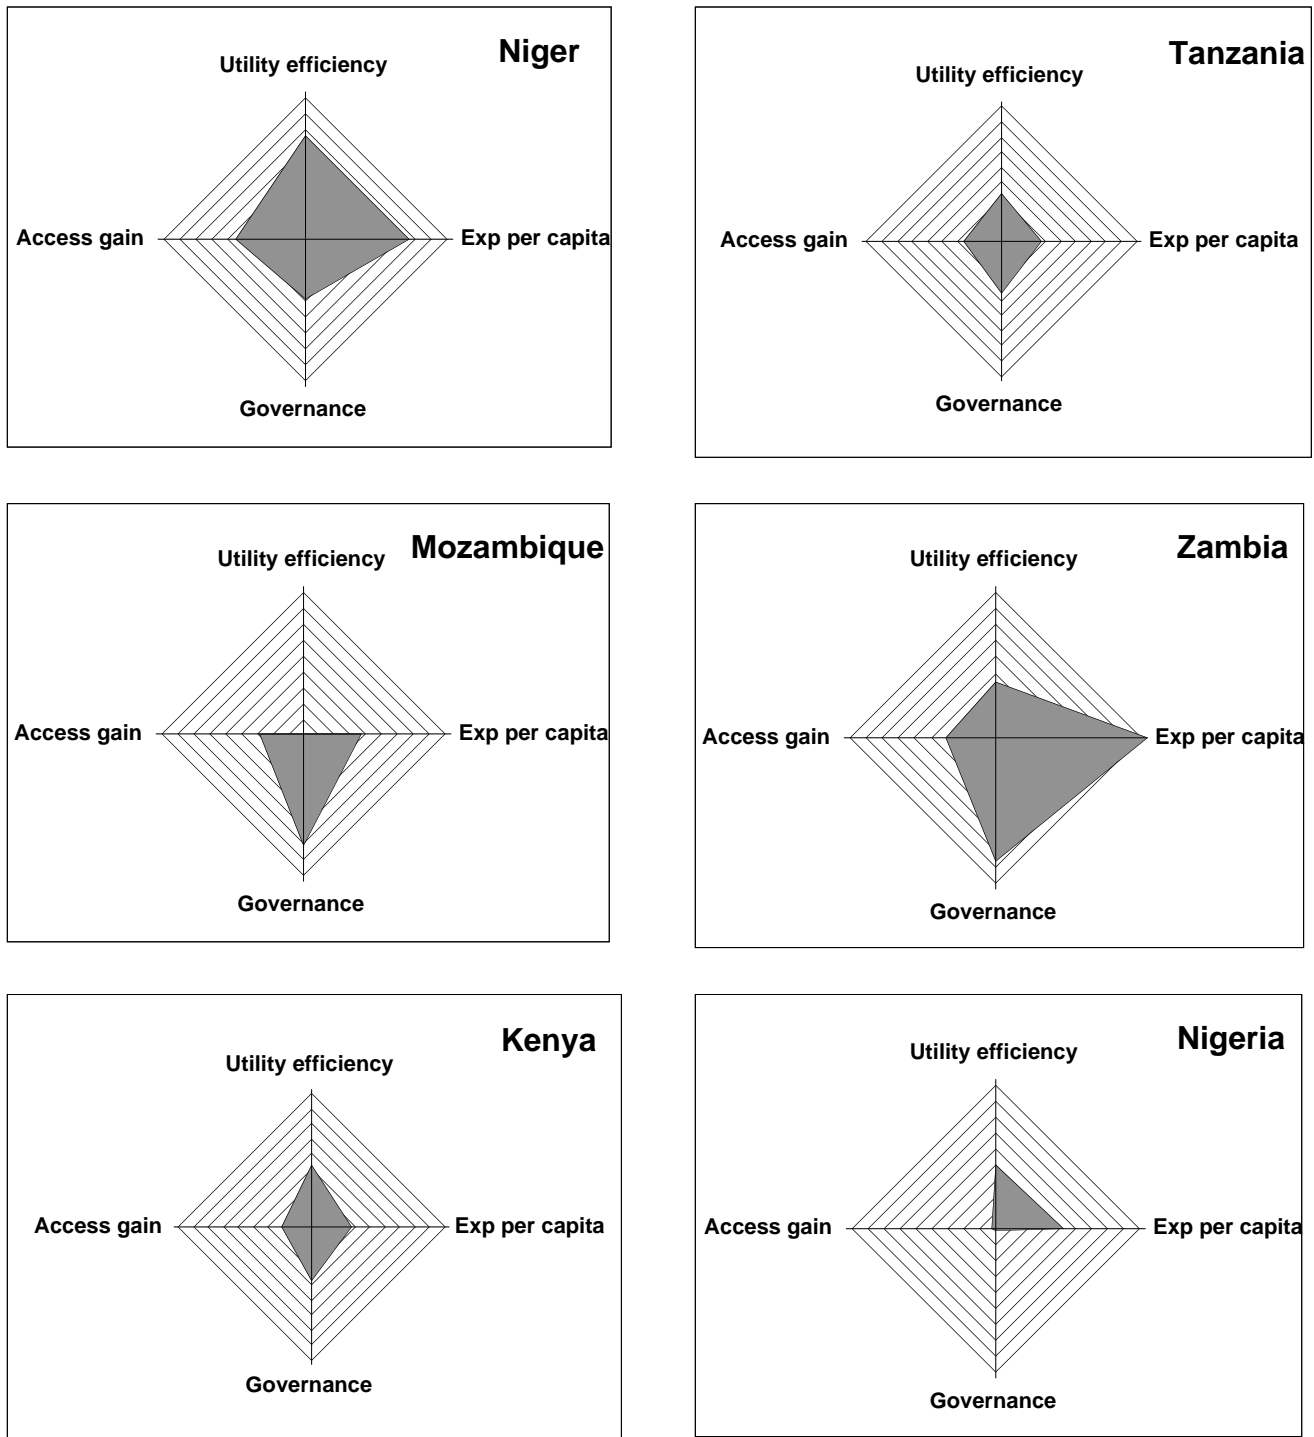 Niger
Utility efficiency
Access gain
Exp per capita
Governance
Tanzania
Utility efficiency
Access gain
Exp per capita
Governance
Mozambique
Utility efficiency
Access gain
Exp per capita
Governance
Zambia
Utility efficiency
Access gain
Exp per capita
Governance
Kenya
Utility efficiency
Access gain
Exp per capita
Governance
Nigeria
Utility efficiency
Access gain
Exp per capita
Governance